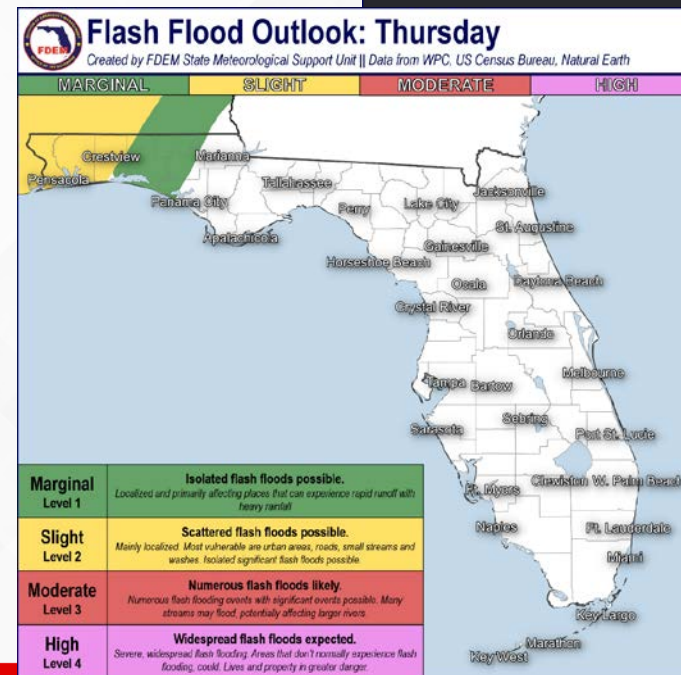 FDEM
Flash Flood Outlook: Thursday
Created by FDEM State Meteorological Support Unit || Data from WPC, US Census Bureau, Natural Earth
MARGINAL SLIGHT MODERATE HIGH
Crestview
Marianna
Pensacola
Tallahassee
Jacksonville
Panama City
Perry
Lake City
Apalachicola
St. Augustine
Gainesville
Horseshoe Beach
Ocala
Daytona Beach
Crystal River
Orlando
Melbourne
Tampa
Bartow
Sebring
Sarasota
Port St. Lucie
Clewiston
W. Palm Beach
Ft. Myers
Naples
Ft. Lauderdale
Miami
Key Largo
Marathon
Key West
Marginal
Level 1
Isolated flash floods possible.
Localized and primarily affecting places that can experience rapid runoff with
heavy rainfall
Slight
Level 2
Scattered flash floods possible.
Mainly localized. Most vulnerable are urban areas, roads, small streams and
washes. Isolated significant flash floods possible.
Moderate
Level 3
Numerous flash floods likely.
Numerous flash flooding events with significant events possible. Many
streams may flood, potentially affecting larger rivers.
High
Level 4
Widespread flash floods expected.
Severe, widespread flash flooding. Areas that don't normally experience flash
flooding, could. Lives and property in greater danger.